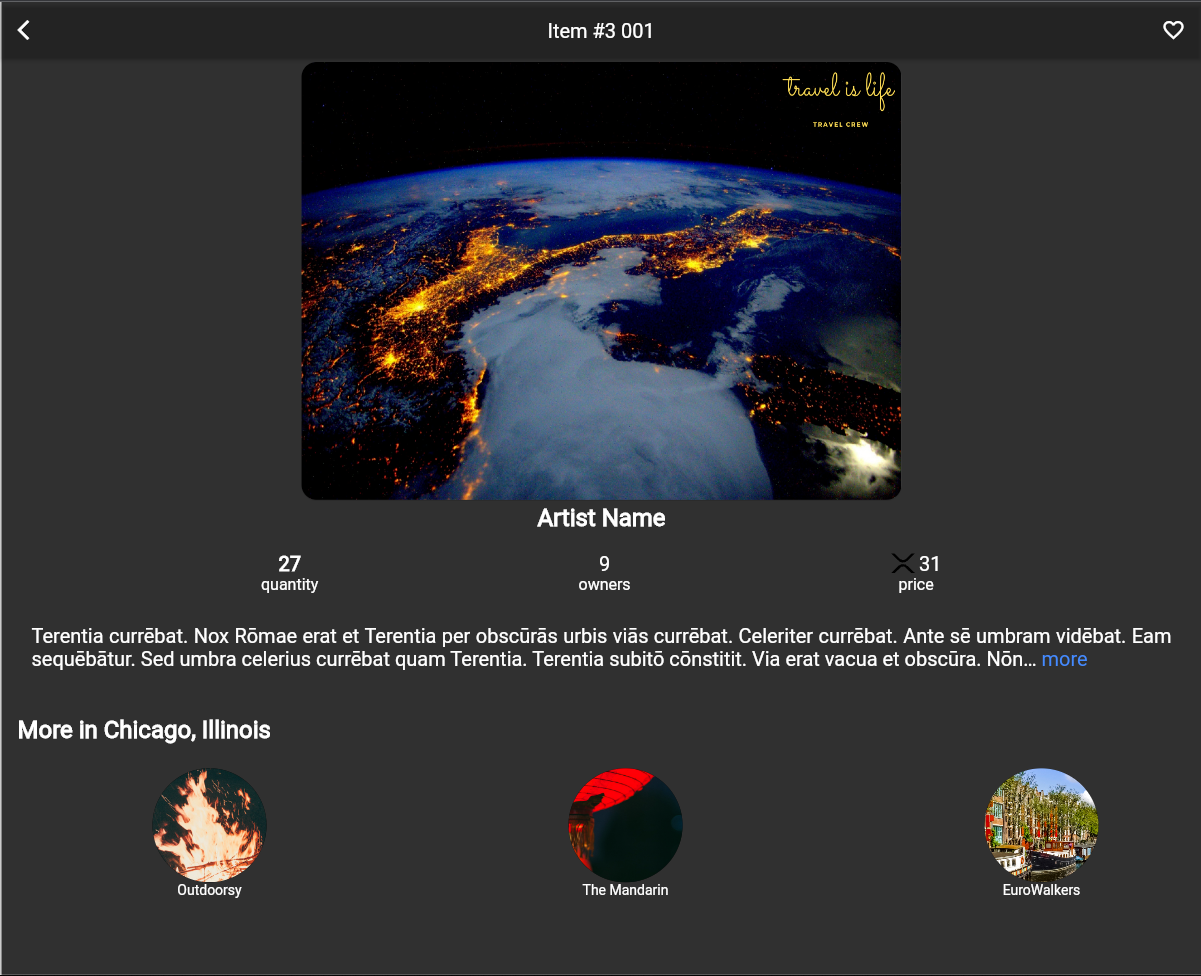 Item #3 001
travel is life
TRAVEL CREW
Artist Name
27
quantity
9
owners
31
price
Terentia currēbat. Nox Rōmae erat et Terentia per obscūrās urbis viās currēbat. Celeriter currēbat. Ante sē umbram vidēbat. Eam
sequēbātur. Sed umbra celerius currēbat quam Terentia. Terentia subitō cōnstitit. Via erat vacua et obscūra. Nōn... more
More in Chicago, Illinois
Outdoorsy
The Mandarin
EuroWalkers